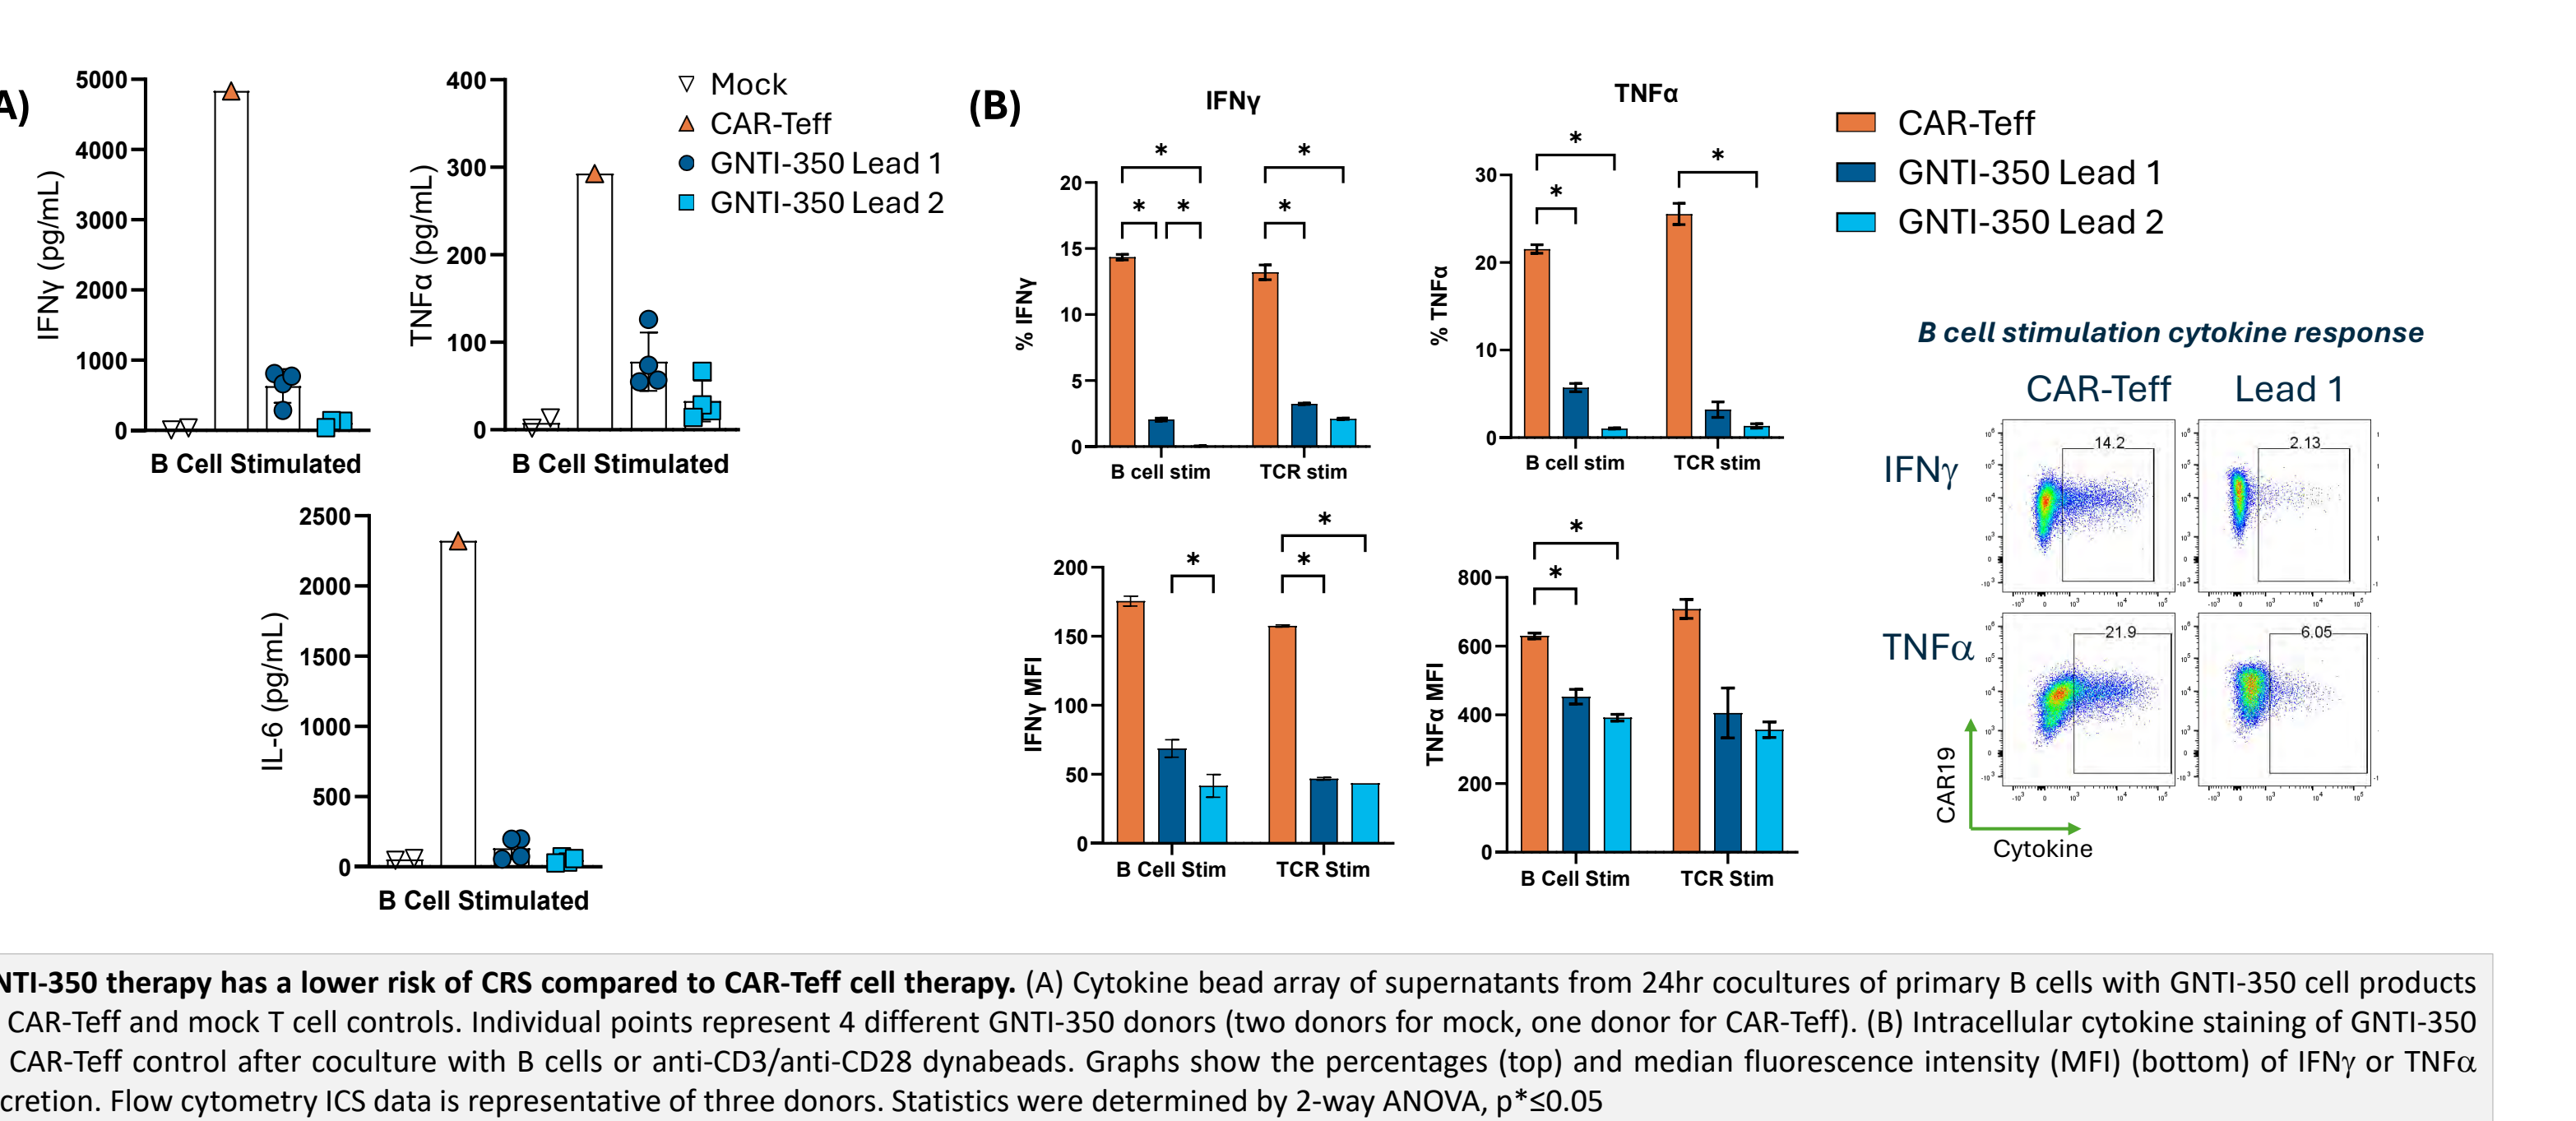 A)
5000
4000
3000
2000
1000
0
IFNγ (pg/mL)
B Cell Stimulated
400
300
200
100
0
TNFα (pg/mL)
B Cell Stimulated
Mock
CAR-Teff
GNTI-350 Lead 1
GNTI-350 Lead 2
2500
2000
1500
1000
500
0
IL-6 (pg/mL)
B Cell Stimulated
(B)
IFNγ
* *
* * *
20
15
10
5
0
% IFNγ
B cell stim TCR stim
TNFα
* *
*
30
20
10
0
% TNFα
B cell stim TCR stim
CAR-Teff
GNTI-350 Lead 1
GNTI-350 Lead 2
*
* *
200
150
100
50
0
IFNγ MFI
B Cell Stim TCR Stim
*
*
800
600
400
200
0
TNFα MFI
B Cell Stim TCR Stim
B cell stimulation cytokine response
CAR-Teff Lead 1
IFNγ
14.2
2.13
TNFα
21.9
6.05
CAR19
Cytokine
NTI-350 therapy has a lower risk of CRS compared to CAR-Teff cell therapy. (A) Cytokine bead array of supernatants from 24hr cocultures of primary B cells with GNTI-350 cell products
CAR-Teff and mock T cell controls. Individual points represent 4 different GNTI-350 donors (two donors for mock, one donor for CAR-Teff). (B) Intracellular cytokine staining of GNTI-350
CAR-Teff control after coculture with B cells or anti-CD3/anti-CD28 dynabeads. Graphs show the percentages (top) and median fluorescence intensity (MFI) (bottom) of IFNγ or TNFα
cretion. Flow cytometry ICS data is representative of three donors. Statistics were determined by 2-way ANOVA, p*≤0.05